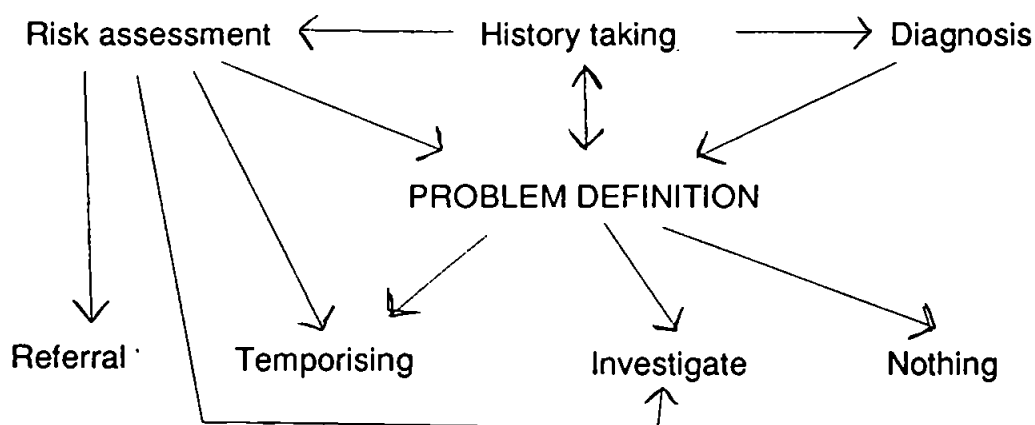 Risk assessment History taking Diagnosis
PROBLEM DEFINITION
Referral Temporising Investigate Nothing